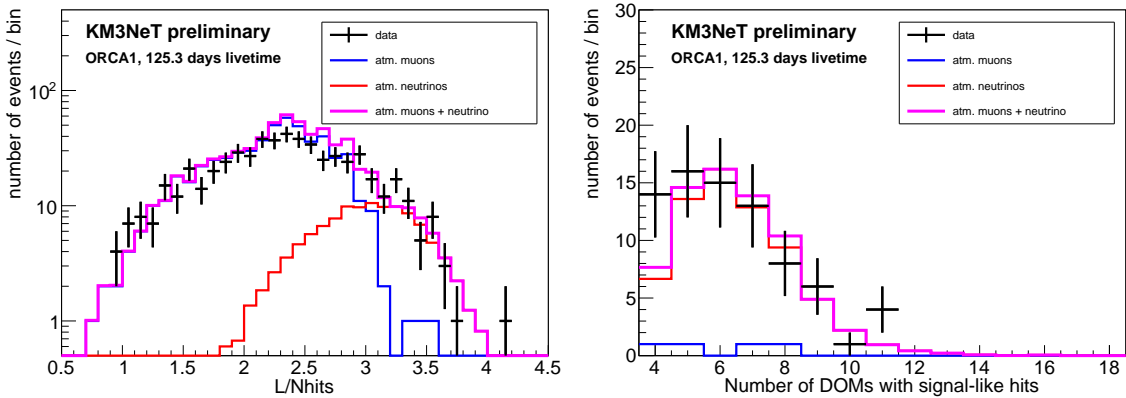 KM3NeT preliminary
ORCA1, 125.3 days livetime
data
atm. muons
atm. neutrinos
atm. muons + neutrino
number of events / bin
10²
10
1
0.5 1 1.5 2 2.5 3 3.5 4 4.5
L/Nhits
KM3NeT preliminary
ORCA1, 125.3 days livetime
data
atm. muons
atm. neutrinos
atm. muons + neutrino
number of events / bin
30
25
20
15
10
5
0
4 6 8 10 12 14 16 18
Number of DOMs with signal-like hits